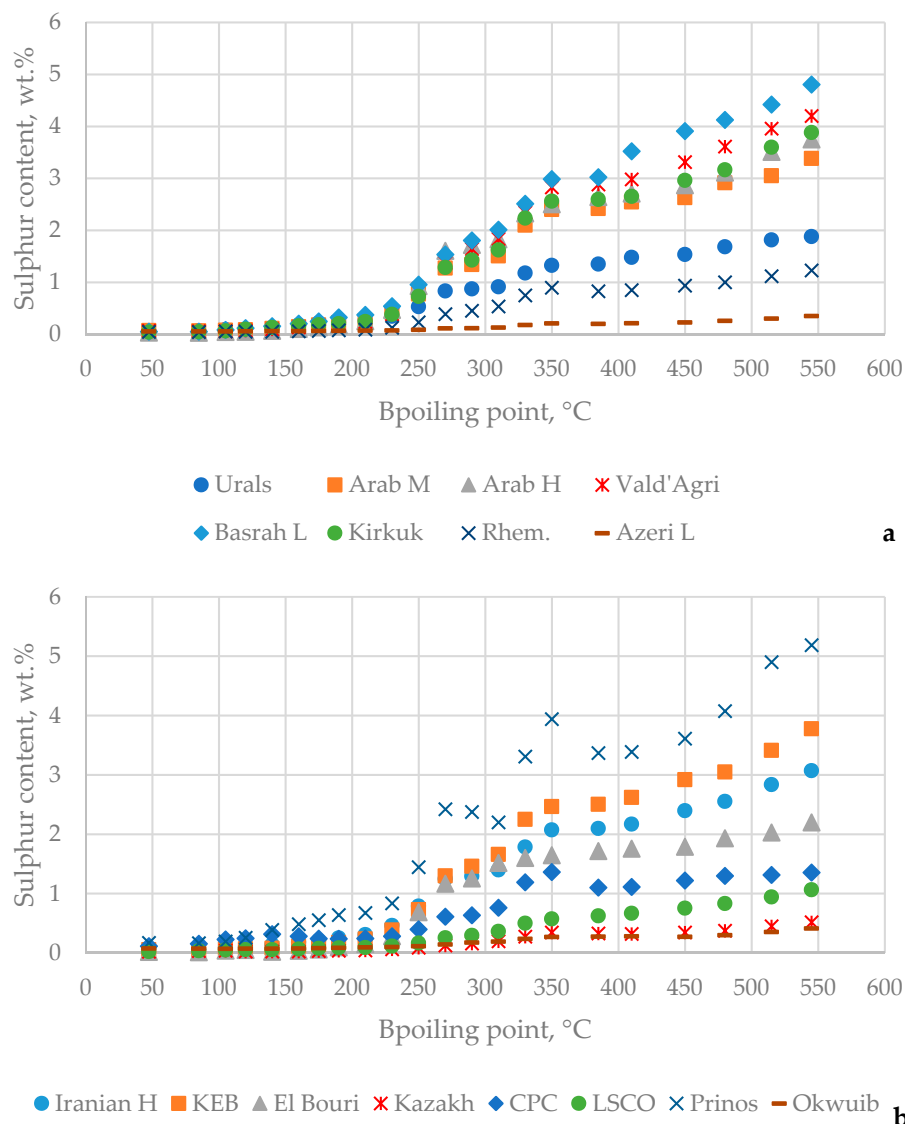 6
5
4
3
2
1
0
Sulphur content, wt.%
0 50 100 150 200 250 300 350 400 450 500 550 600
Bpoiling point, °C
Urals Arab M Arab H Vald'Agri
Basrah L Kirkuk Rhem. Azeri L
a
6
5
4
3
2
1
0
Sulphur content, wt.%
0 50 100 150 200 250 300 350 400 450 500 550 600
Bpoiling point, °C
Iranian H KEB El Bouri Kazakh CPC LSCO Prinos Okwuib
b